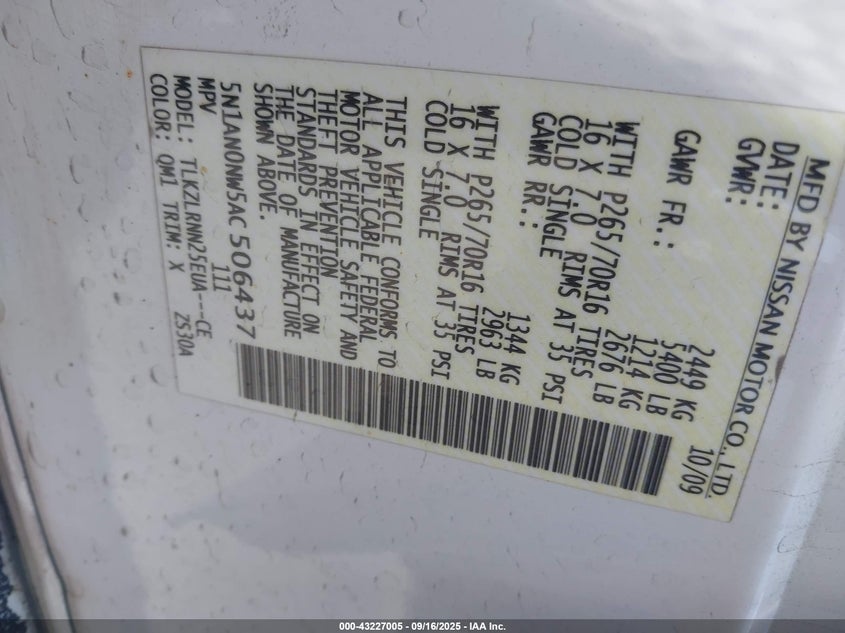 MFD BY NISSAN MOTOR CO., LTD.
DATE: 10/09
GVWR: 2449 KG
5400 LB
GAWR FR.: 1214 KG
2676 LB
WITH P265/70R16 TIRES
16 X 7.0 RIMS AT 35 PSI
COLD SINGLE
GAWR RR.: 1344 KG
2963 LB
WITH P265/70R16 TIRES
16 X 7.0 RIMS AT 35 PSI
COLD SINGLE
THIS VEHICLE CONFORMS TO
ALL APPLICABLE FEDERAL
MOTOR VEHICLE SAFETY AND
THEFT PREVENTION
STANDARDS IN EFFECT ON
THE DATE OF MANUFACTURE
SHOWN ABOVE.
5N1AN0NW5AC506437
MPV 111
MODEL: TLKZLRNN25EUA---CE
COLOR: QM1 TRIM: X ZS30A
000-43227005 - 09/16/2025 - IAA Inc.